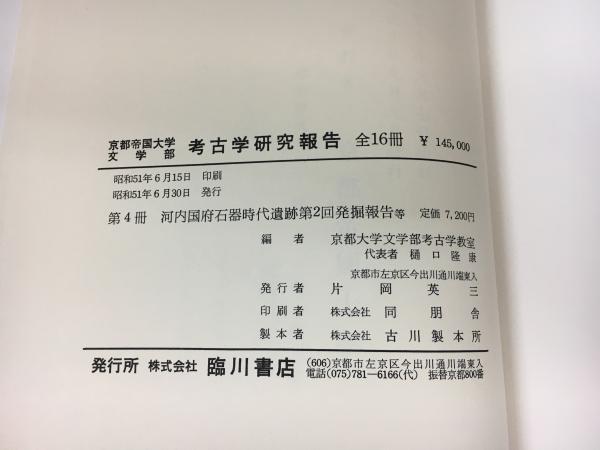 京都帝国大学
文学部 考古学研究報告 全16冊 ¥ 145,000
昭和51年6月15日 印刷
昭和51年6月30日 発行
第4冊 河内国府石器時代遺跡第2回発掘報告等 定価 7,200円
編者 京都大学文学部考古学教室
代表者 樋口隆康
京都市左京区今出川通川端東入
発行者 片岡英三
印刷者 株式会社 同朋舎
製本者 株式会社 古川製本所
発行所 株式会社 臨川書店 (606)京都市左京区今出川通川端東入
電話(075)781—6166(代) 振替京都800番